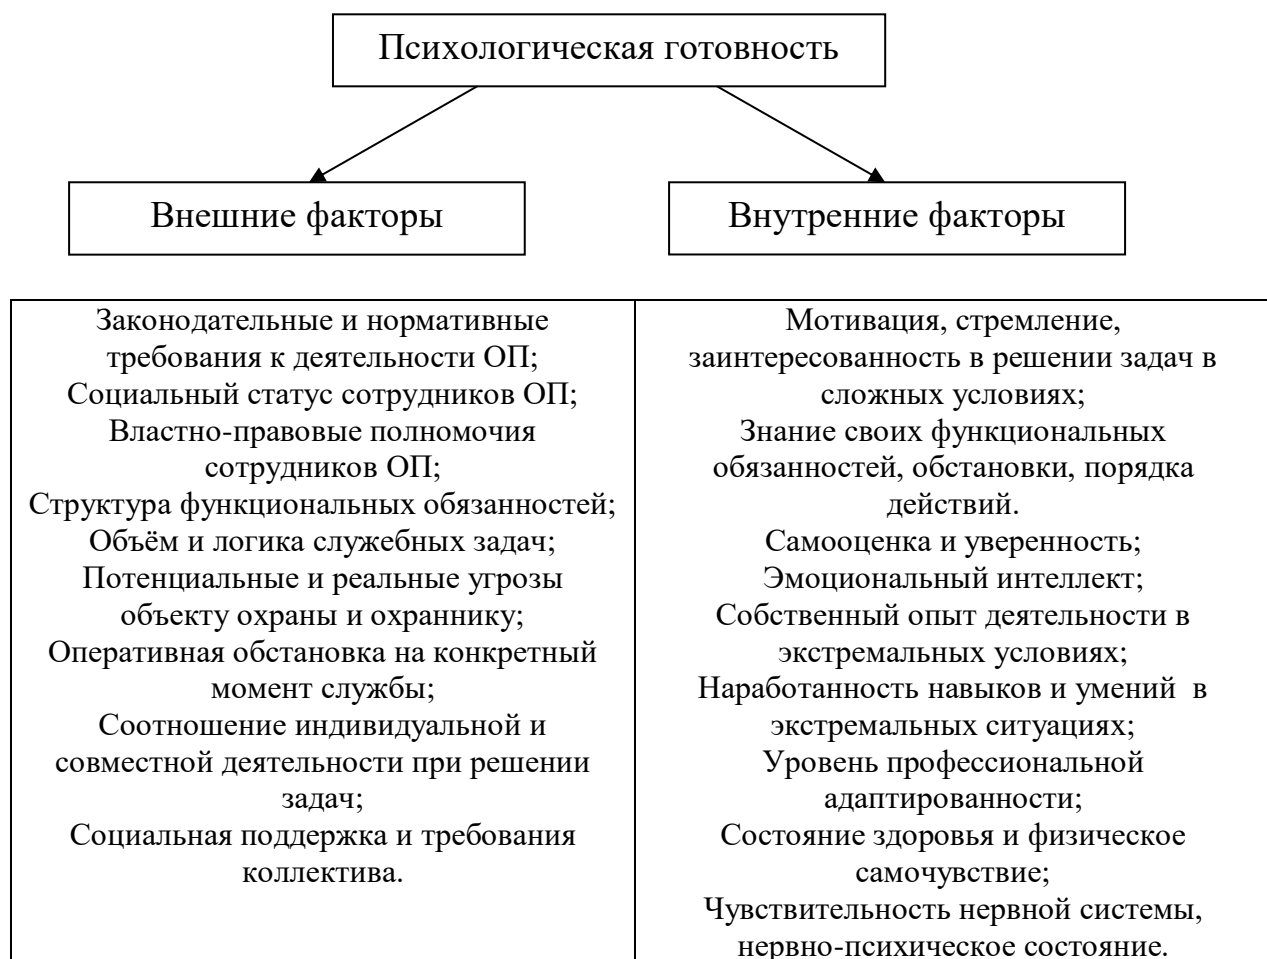 Психологическая готовность
Внешние факторы
Внутренние факторы
Законодательные и нормативные
требования к деятельности ОП;
Социальный статус сотрудников ОП;
Властно-правовые полномочия
сотрудников ОП;
Структура функциональных обязанностей;
Объём и логика служебных задач;
Потенциальные и реальные угрозы
объекту охраны и охраннику;
Оперативная обстановка на конкретный
момент службы;
Соотношение индивидуальной и
совместной деятельности при решении
задач;
Социальная поддержка и требования
коллектива.
Мотивация, стремление,
заинтересованность в решении задач в
сложных условиях;
Знание своих функциональных
обязанностей, обстановки, порядка
действий.
Самооценка и уверенность;
Эмоциональный интеллект;
Собственный опыт деятельности в
экстремальных условиях;
Наработанность навыков и умений  в
экстремальных ситуациях;
Уровень профессиональной
адаптированности;
Состояние здоровья и физическое
самочувствие;
Чувствительность нервной системы,
нервно-психическое состояние.